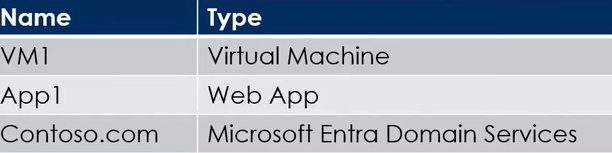 Name Type
VM1 Virtual Machine
App1 Web App
Contoso.com Microsoft Entra Domain Services